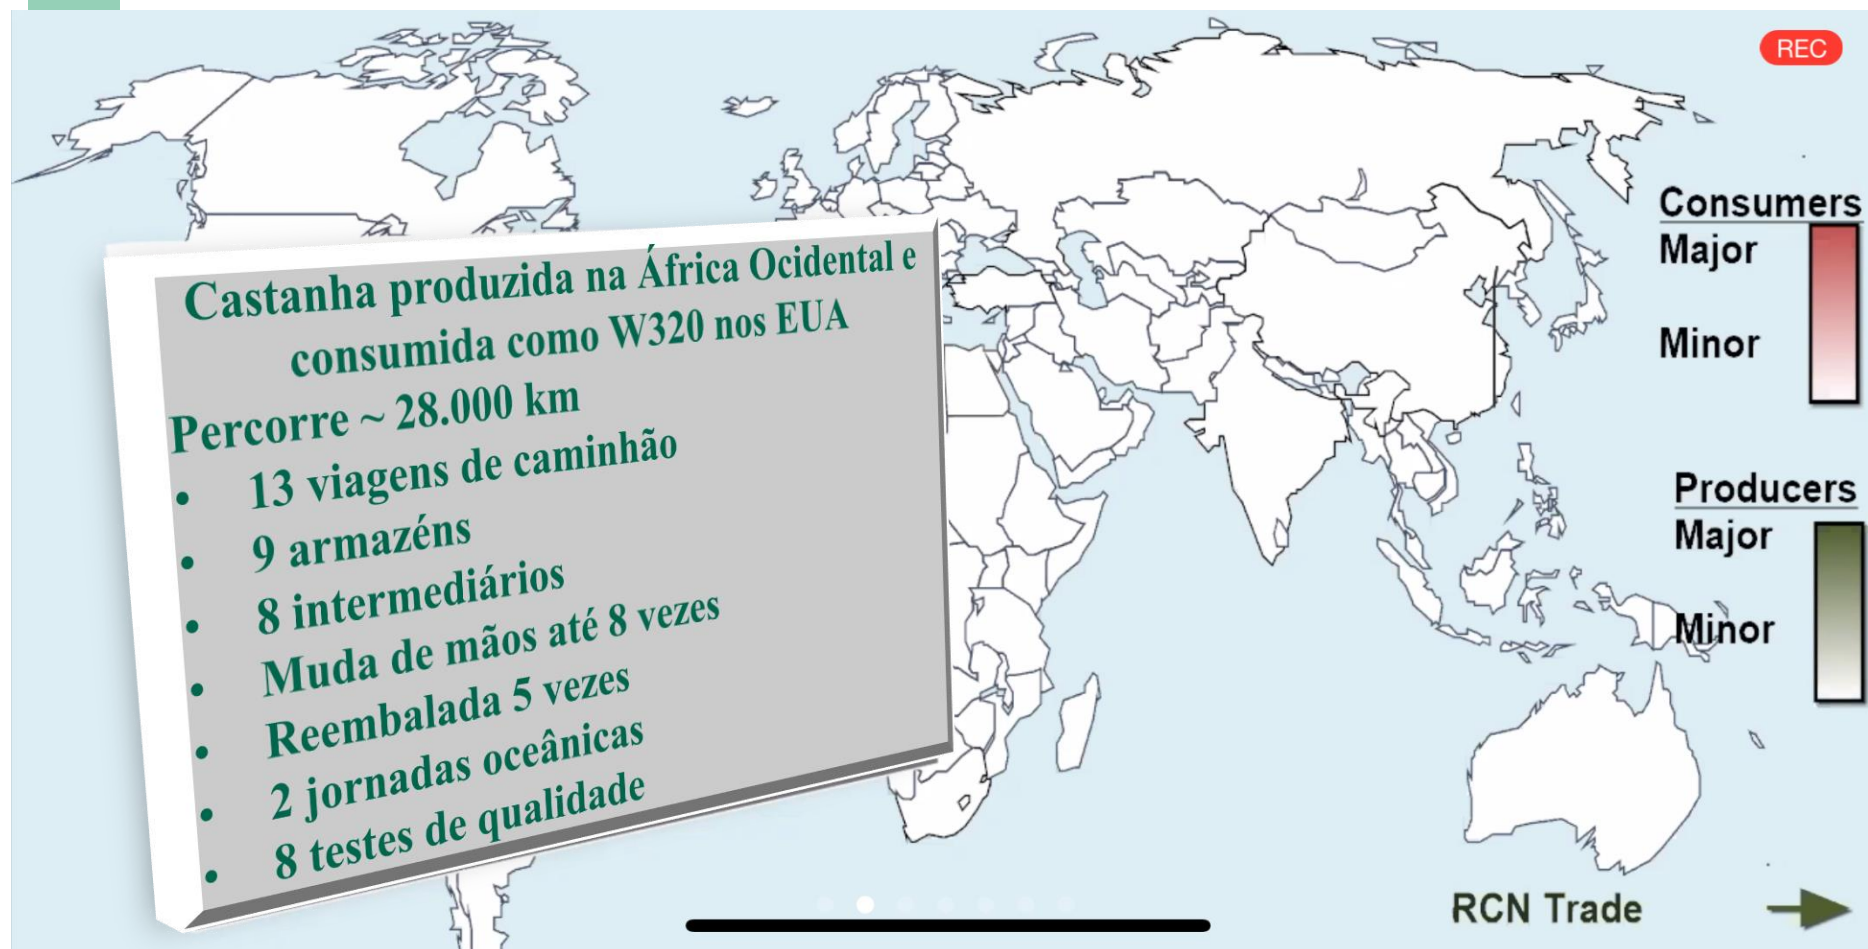 REC
Castanha produzida na África Ocidental e
consumida como W320 nos EUA
Percorre ~ 28.000 km
• 13 viagens de caminhão
• 9 armazéns
• 8 intermediários
• Muda de mãos até 8 vezes
• Reembalada 5 vezes
• 2 jornadas oceânicas
• 8 testes de qualidade
Consumers
Major
Minor
Producers
Major
Minor
RCN Trade